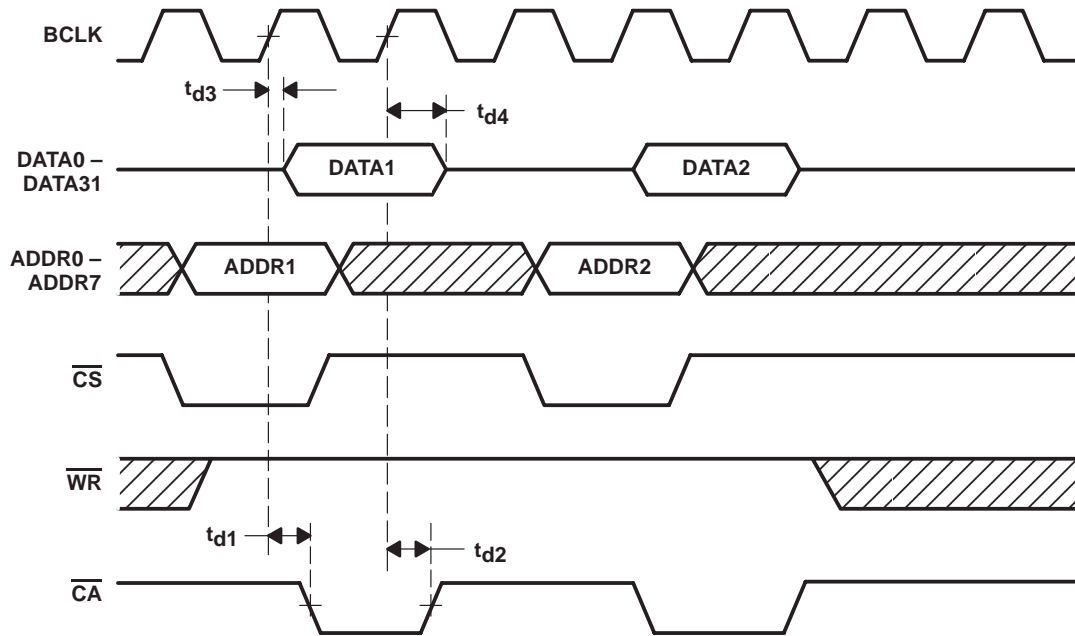 BCLK
td3
td4
DATA0 –
DATA31
DATA1
DATA2
ADDR0 –
ADDR7
ADDR1
ADDR2
CS
WR
td1
td2
CA